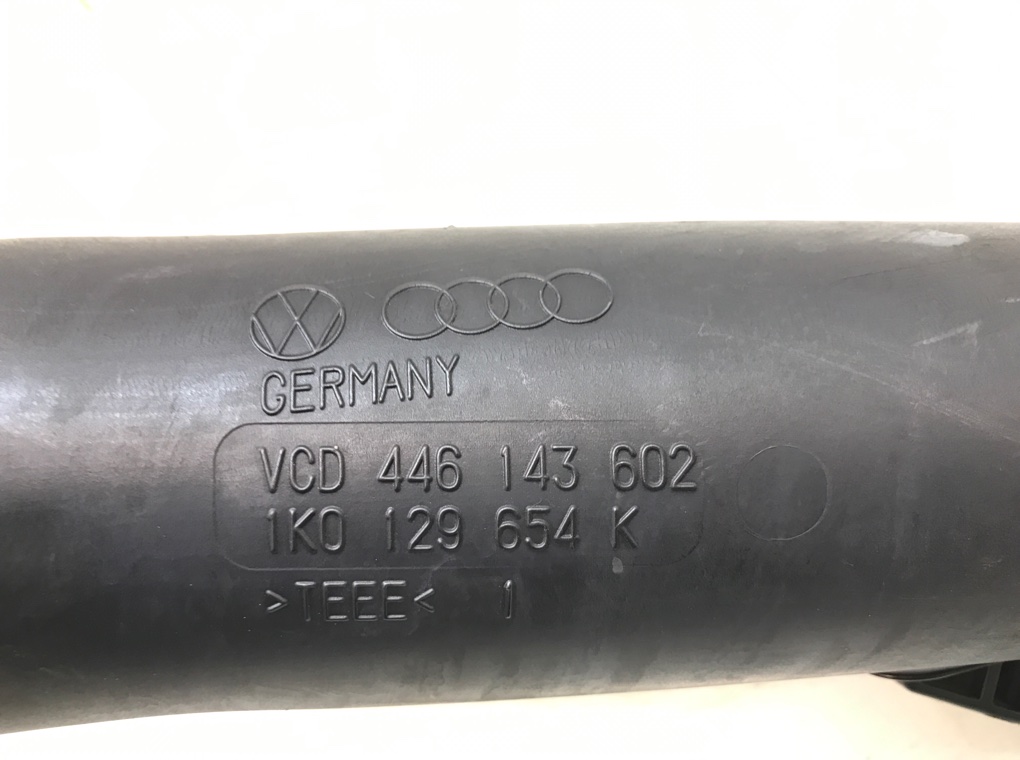 GERMANY
VCD 446 143 602
1K0 129 654 K
>TEEE< 1